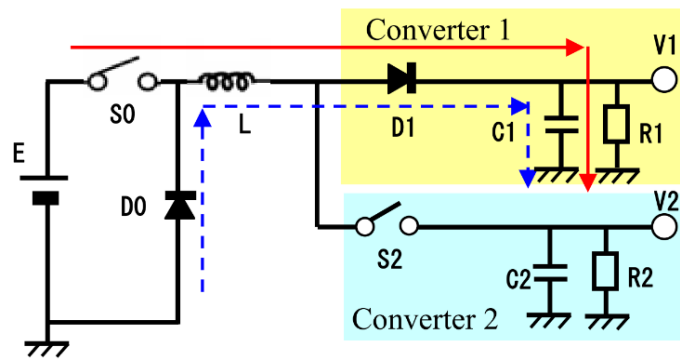 Converter 1
V1
S0
L
D1
C1
R1
E
D0
V2
S2
C2
R2
Converter 2